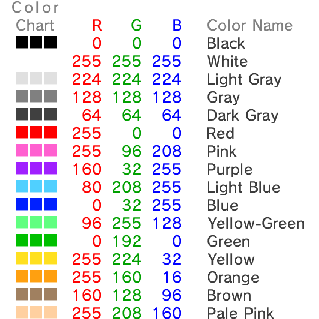 Color
Chart R G B Color Name
0 0 0 Black
255 255 255 White
224 224 224 Light Gray
128 128 128 Gray
64 64 64 Dark Gray
255 0 0 Red
255 96 208 Pink
160 32 255 Purple
80 208 255 Light Blue
0 32 255 Blue
96 255 128 Yellow-Green
0 192 0 Green
255 224 32 Yellow
255 160 16 Orange
160 128 96 Brown
255 208 160 Pale Pink